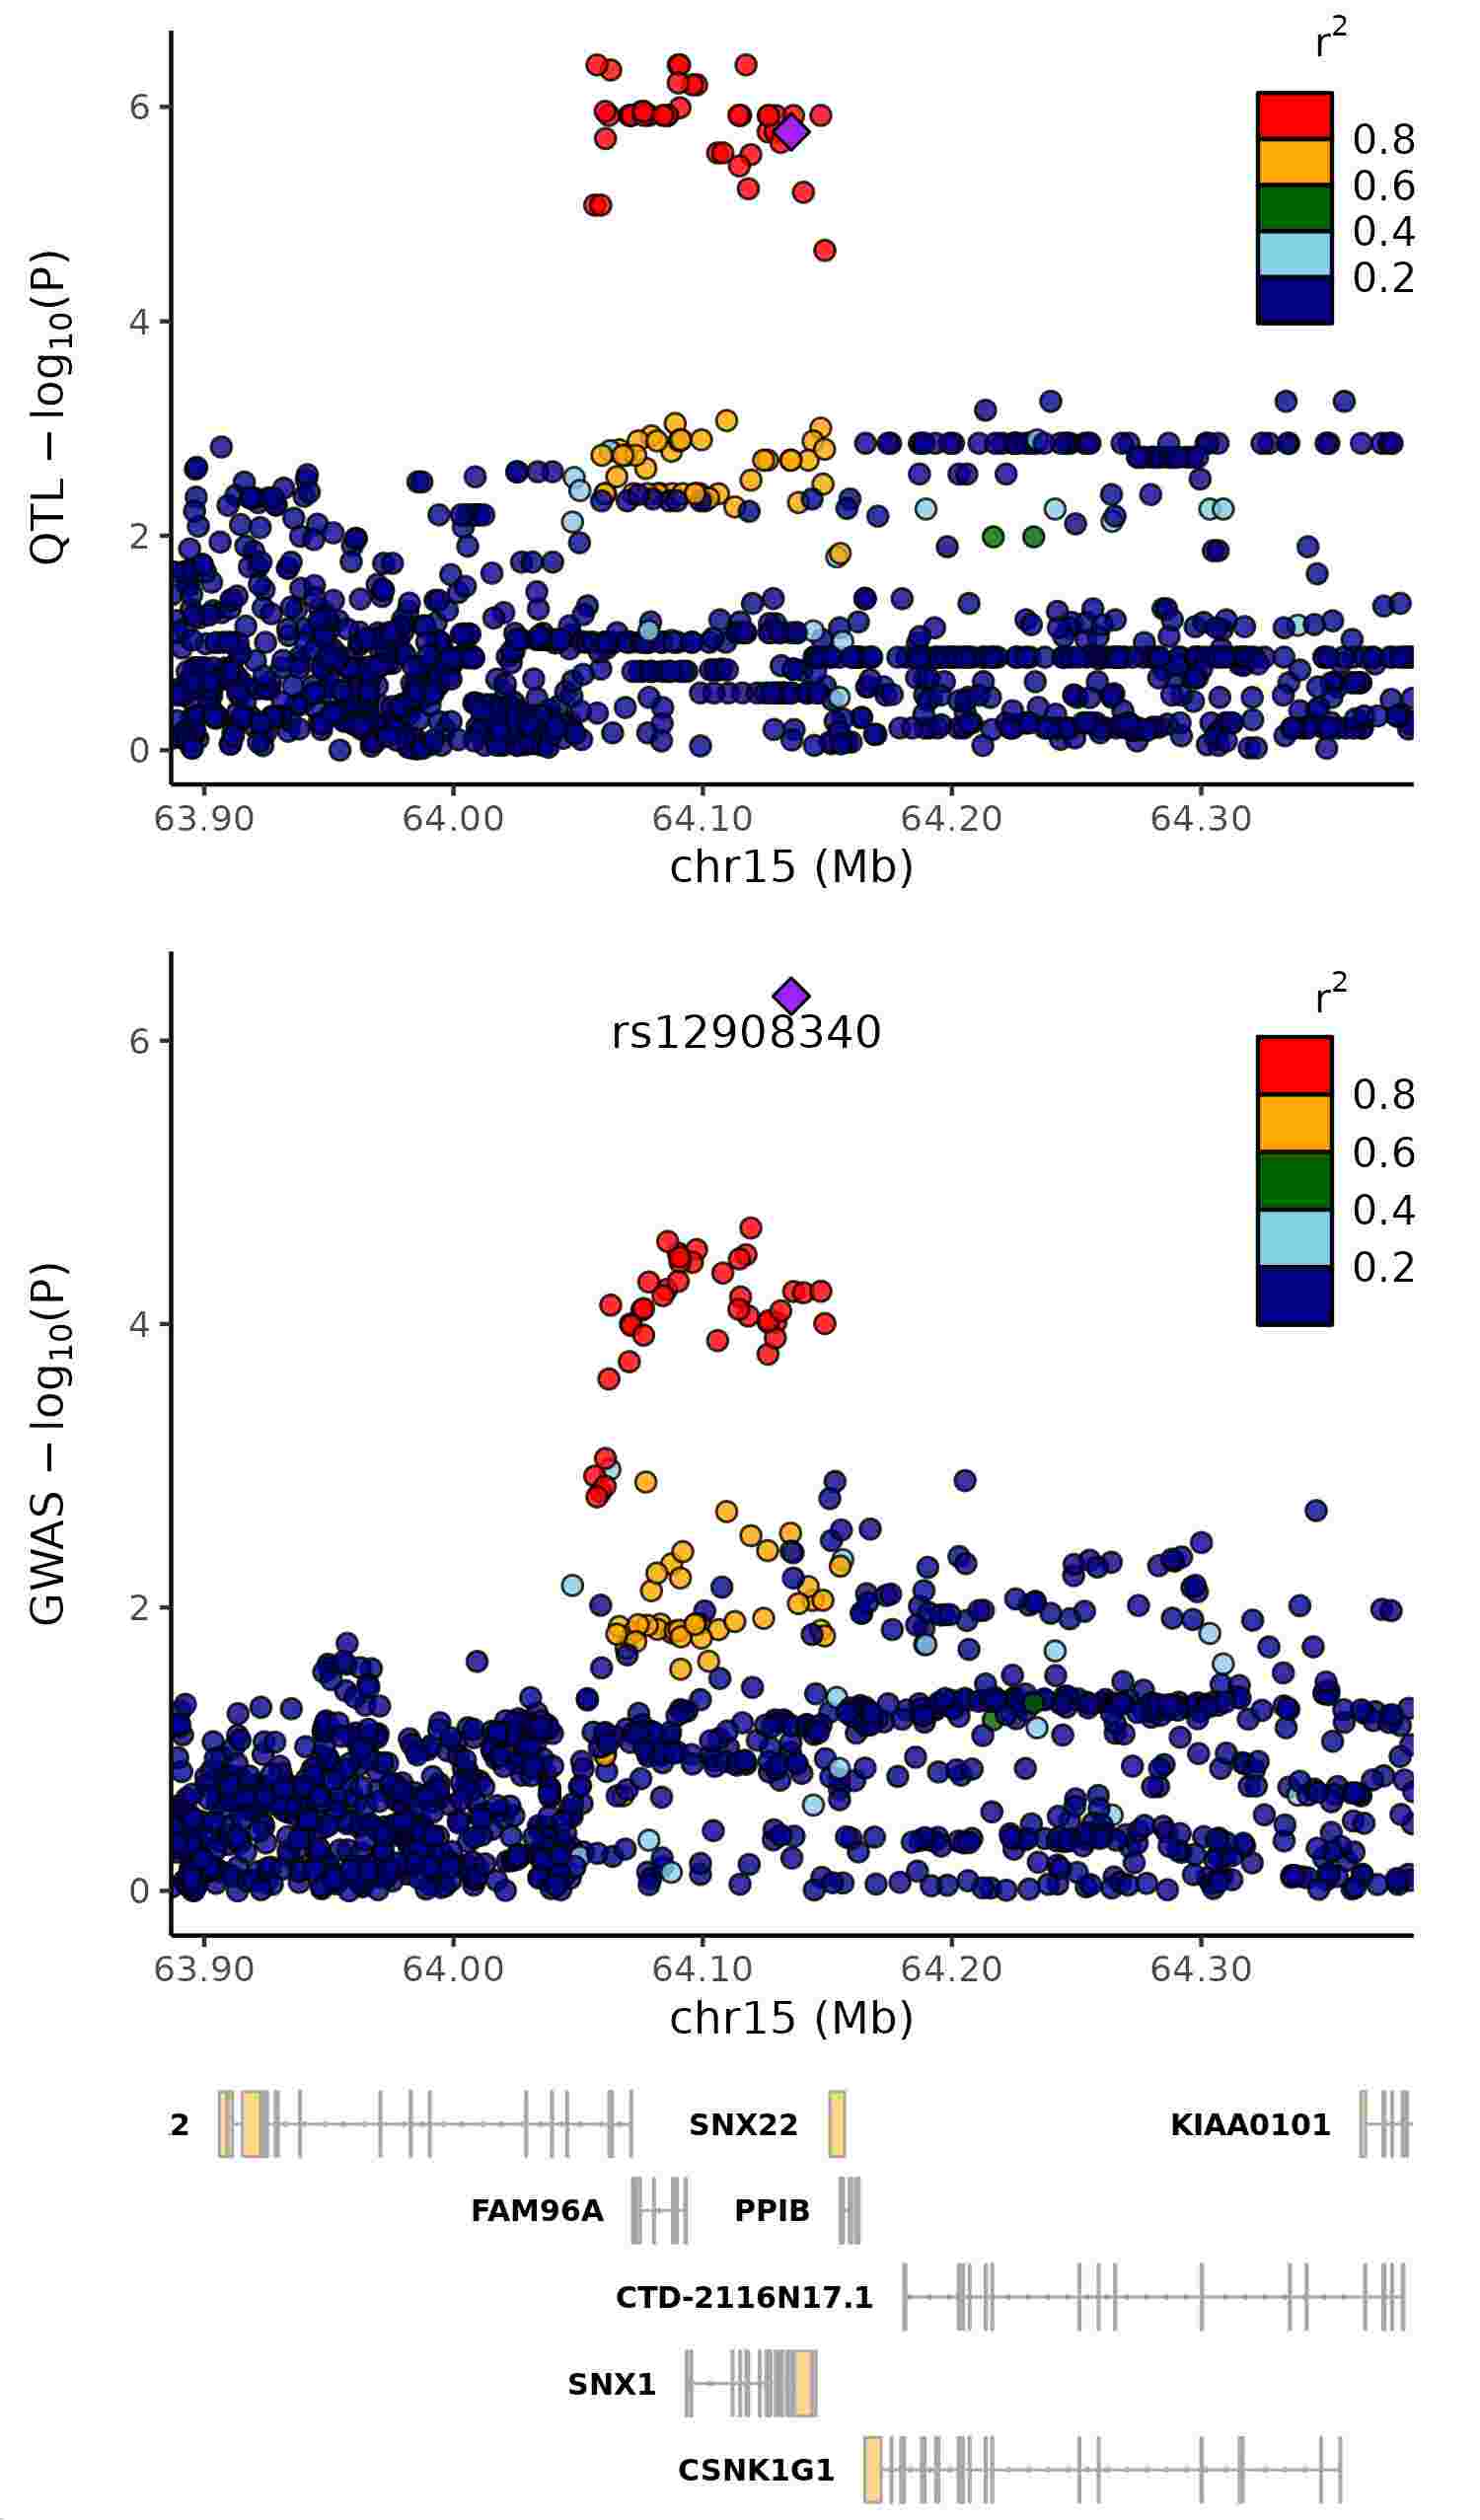 r²
6
4
2
0
0.8
0.6
0.4
0.2
QTL – log₁₀(P)
63.90 64.00 64.10 64.20 64.30
chr15 (Mb)
rs12908340
r²
6
4
2
0
0.8
0.6
0.4
0.2
GWAS – log₁₀(P)
63.90 64.00 64.10 64.20 64.30
chr15 (Mb)
2 SNX22 KIAA0101
FAM96A PPIB
CTD-2116N17.1
SNX1
CSNK1G1